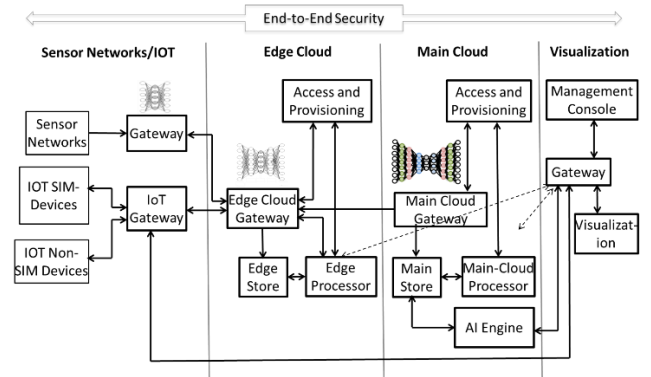 End-to-End Security
Sensor Networks/IOT
Edge Cloud
Main Cloud
Visualization
Access and
Provisioning
Access and
Provisioning
Management
Console
Sensor
Networks
Gateway
Gateway
IOT SIM-
Devices
IoT
Gateway
Edge Cloud
Gateway
Main Cloud
Gateway
Visualizat-
ion
IOT Non-
SIM Devices
Edge
Store
Edge
Processor
Main
Store
Main-Cloud
Processor
AI Engine